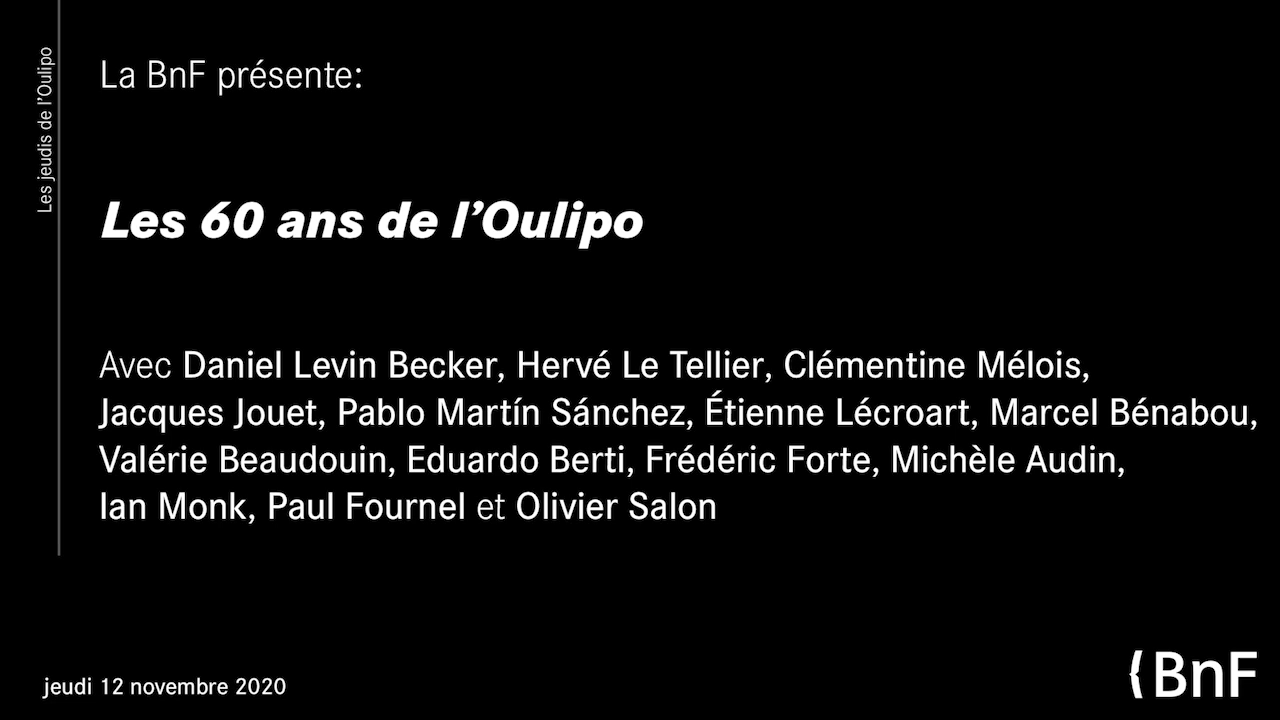 Les jeudis de l’Oulipo
La BnF présente:
Les 60 ans de l’Oulipo
Avec Daniel Levin Becker, Hervé Le Tellier, Clémentine Mélois,
Jacques Jouet, Pablo Martín Sánchez, Étienne Lécroart, Marcel Bénabou,
Valérie Beaudouin, Eduardo Berti, Frédéric Forte, Michèle Audin,
Ian Monk, Paul Fournel et Olivier Salon
jeudi 12 novembre 2020
{BnF